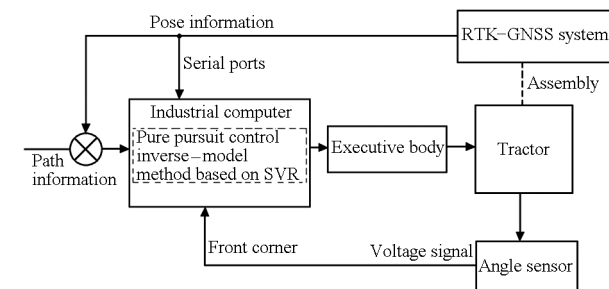 Pose information
RTK-GNSS system
Serial ports
Assembly
Industrial computer
Pure pursuit control
inverse-model
method based on SVR
Executive body
Tractor
Path
information
Front corner
Voltage signal
Angle sensor